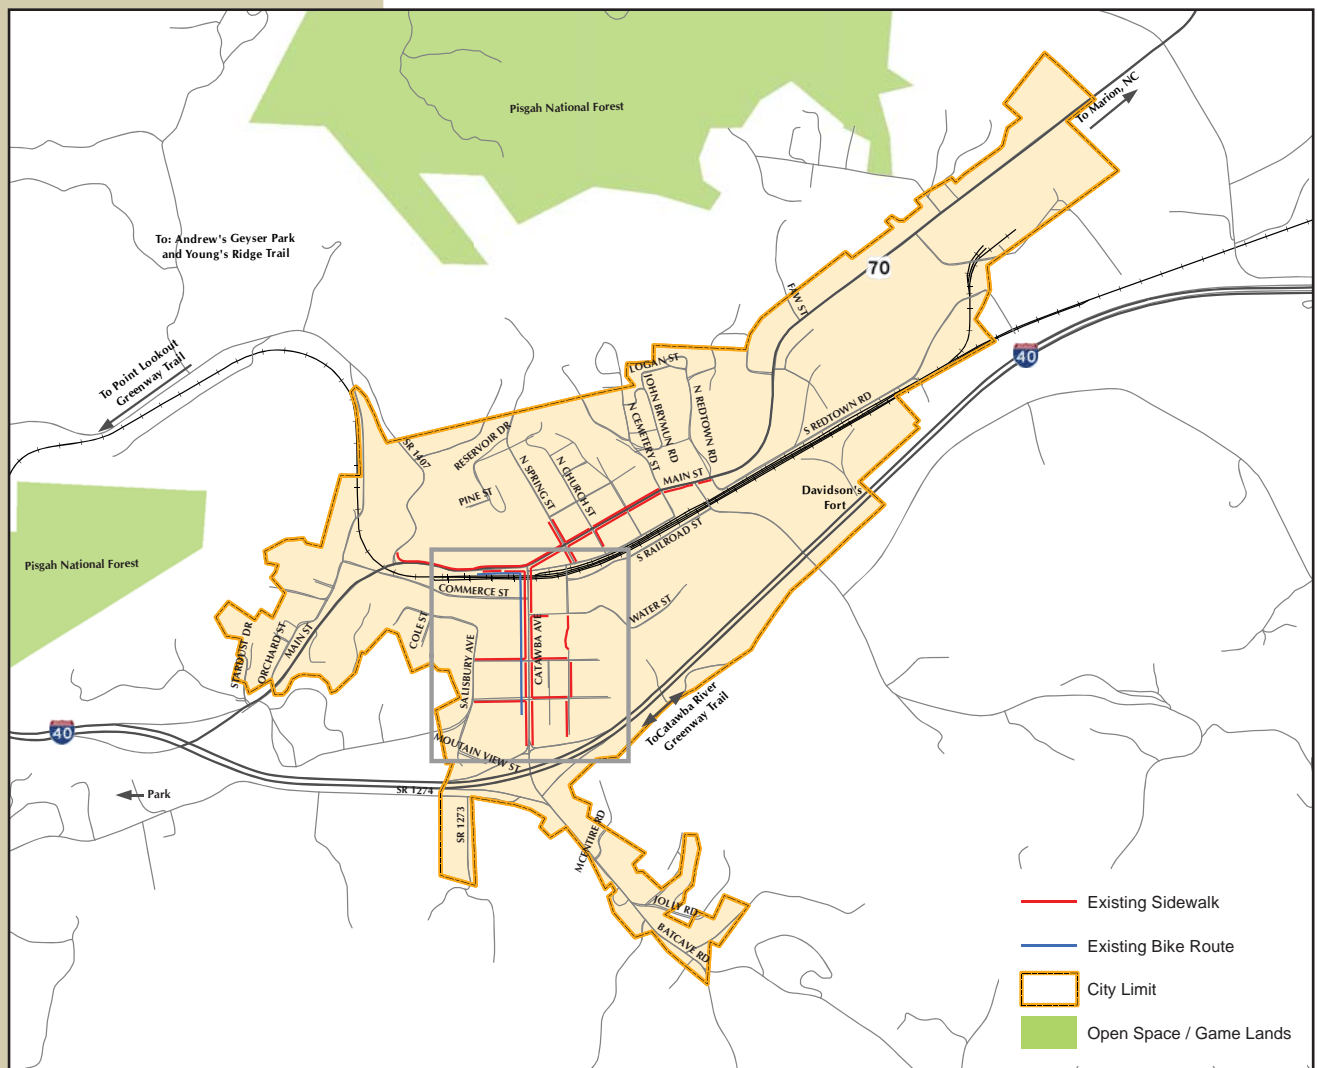 Pisgah National Forest
To Marion, NC
To: Andrew's Geyser Park
and Young's Ridge Trail
70
FAW ST
40
To Point Lookout
Greenway Trail
LOGAN ST
JOHN BRYMUN RD
N REDTOWN RD
N CEMETERY ST
S REDTOWN RD
SR 1407
RESERVOIR DR
N SPRING ST
N CHURCH ST
MAIN ST
PINE ST
Davidson's
Fort
S RAILROAD ST
Pisgah National Forest
COMMERCE ST
WATER ST
COLE ST
STARDUST DR
ORCHARD ST
MAIN ST
SALISBURY AVE
CATAWBA AVE
ToCatawba River
Greenway Trail
40
MOUTAIN VIEW ST
SR 1274
Park
SR 1273
MCENTIRE RD
JOLLY RD
BATCAVE RD
Existing Sidewalk
Existing Bike Route
City Limit
Open Space / Game Lands